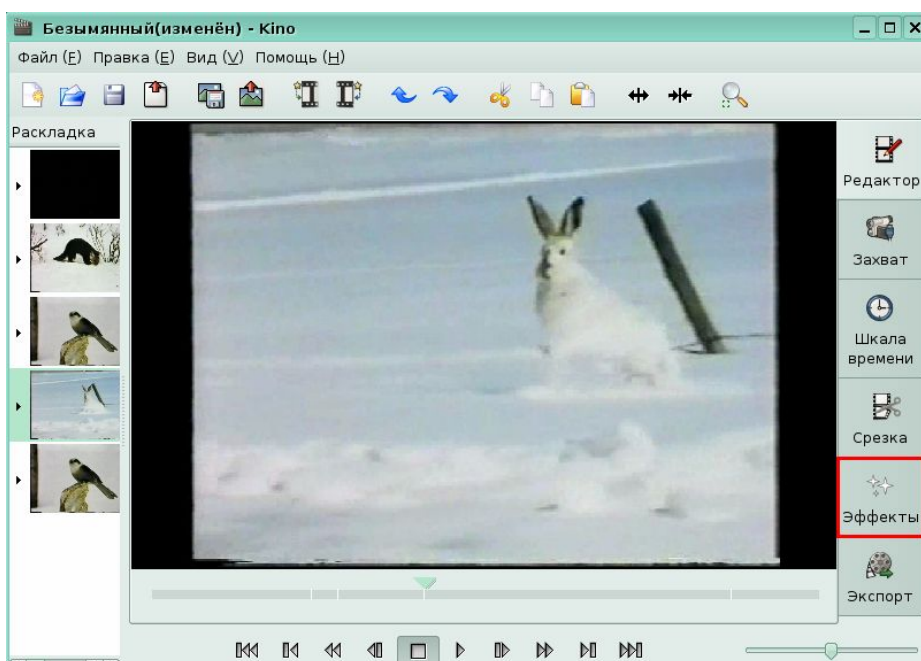 Безымянный(изменён) - Kino
Файл (F) Правка (E) Вид (V) Помощь (H)
Раскладка
Редактор
Захват
Шкала
времени
Срезка
Эффекты
Экспорт